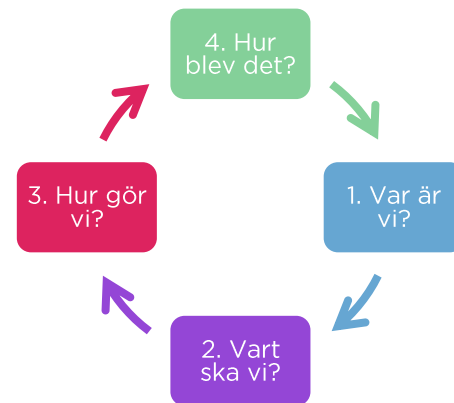 4. Hur
blev det?
3. Hur gör
vi?
1. Var är
vi?
2. Vart
ska vi?